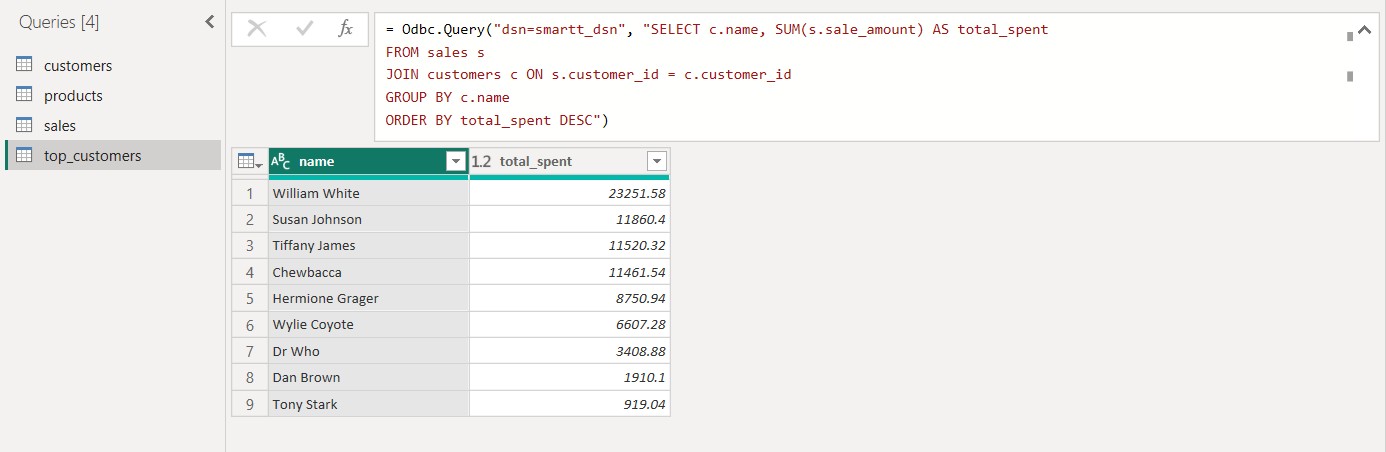 Queries [4]
customers
products
sales
top_customers
fx
= Odbc.Query("dsn=smartt_dsn", "SELECT c.name, SUM(s.sale_amount) AS total_spent
FROM sales s
JOIN customers c ON s.customer_id = c.customer_id
GROUP BY c.name
ORDER BY total_spent DESC")
ABC name 1.2 total_spent
1 William White 23251.58
2 Susan Johnson 11860.4
3 Tiffany James 11520.32
4 Chewbacca 11461.54
5 Hermione Grager 8750.94
6 Wylie Coyote 6607.28
7 Dr Who 3408.88
8 Dan Brown 1910.1
9 Tony Stark 919.04